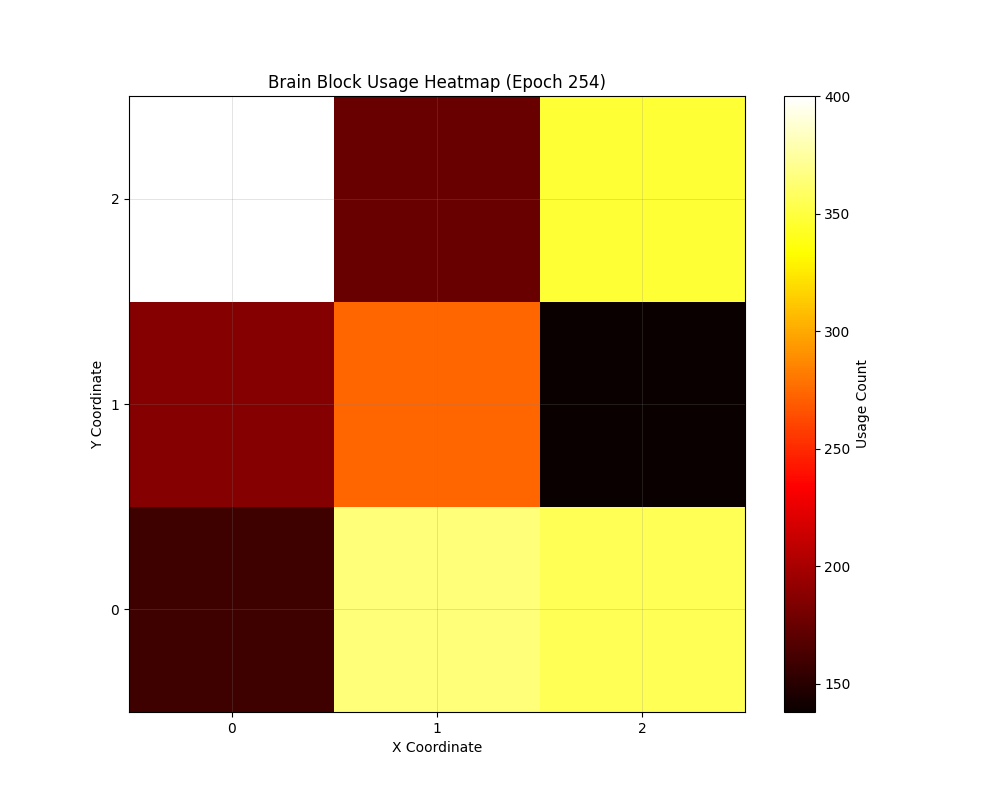 Brain Block Usage Heatmap (Epoch 254)
Y Coordinate
2
1
0
0 1 2
X Coordinate
400
350
300
250
200
150
Usage Count